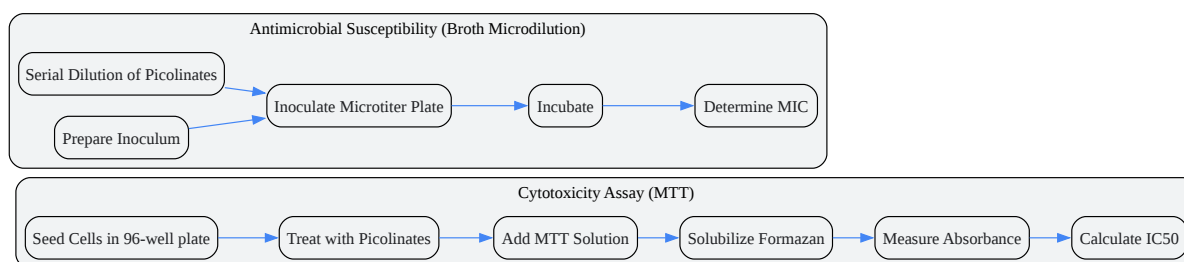 Antimicrobial Susceptibility (Broth Microdilution)
Serial Dilution of Picolinates
Prepare Inoculum
Inoculate Microtiter Plate
Incubate
Determine MIC
Cytotoxicity Assay (MTT)
Seed Cells in 96-well plate
Treat with Picolinates
Add MTT Solution
Solubilize Formazan
Measure Absorbance
Calculate IC50